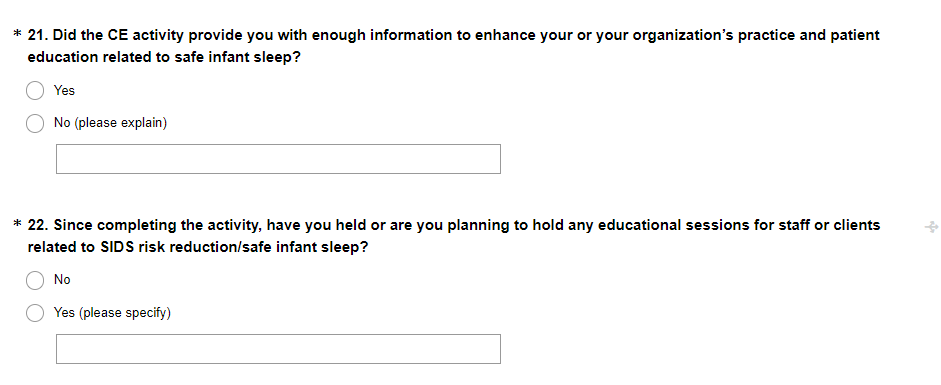 * 21. Did the CE activity provide you with enough information to enhance your or your organization's practice and patient
education related to safe infant sleep?
Yes
No (please explain)
* 22. Since completing the activity, have you held or are you planning to hold any educational sessions for staff or clients
related to SIDS risk reduction/safe infant sleep?
No
Yes (please specify)